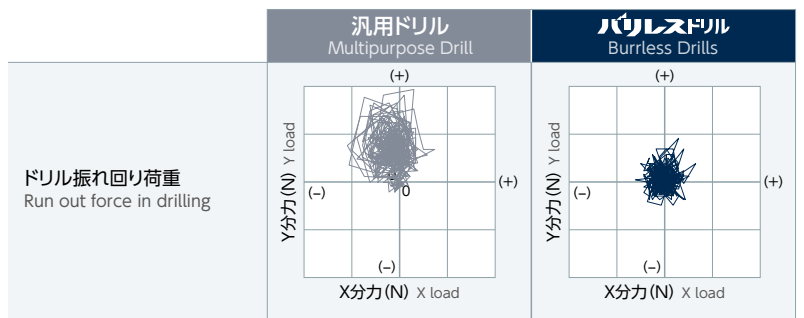 汎用ドリル
Multipurpose Drill
バリレスドリル
Burrless Drills
ドリル振れ回り荷重
Run out force in drilling
(+)
Y分力(N) Y load
(−)
0
(+)
(−)
X分力(N) X load
(+)
Y分力(N) Y load
(−)
(+)
(−)
X分力(N) X load